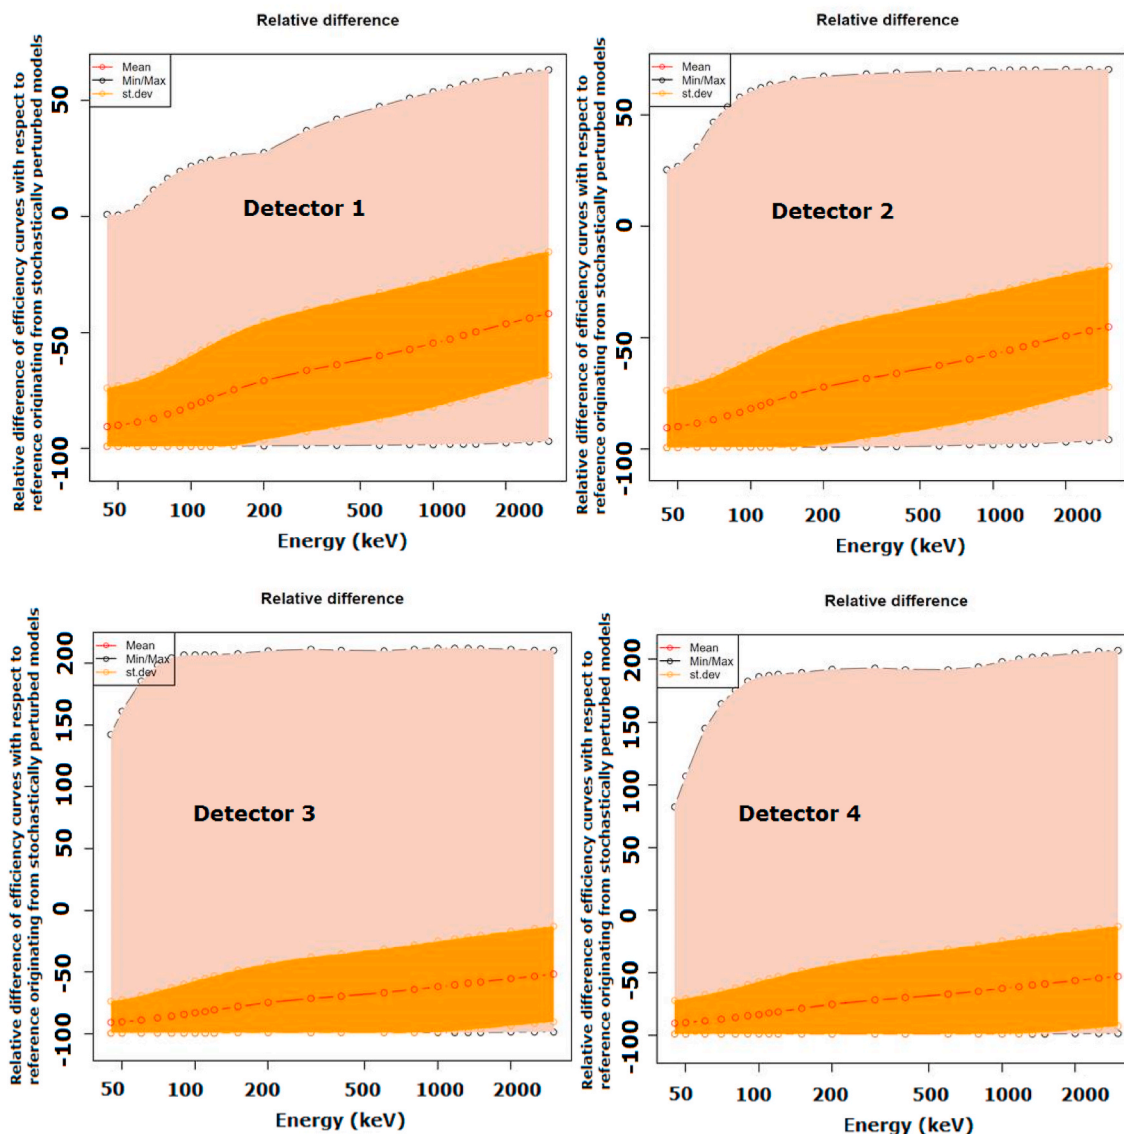 Relative difference
Relative difference of efficiency curves with respect to
reference originating from stochastically perturbed models
Mean
Min/Max
st.dev
50
0
-50
-100
Detector 1
50
100
200
500
1000
2000
Energy (keV)
Relative difference
Relative difference of efficiency curves with respect to
reference originating from stochastically perturbed models
Mean
Min/Max
st.dev
50
0
-50
-100
Detector 2
50
100
200
500
1000
2000
Energy (keV)
Relative difference
Relative difference of efficiency curves with respect to
reference originating from stochastically perturbed models
Mean
Min/Max
st.dev
200
150
100
50
0
-50
-100
Detector 3
50
100
200
500
1000
2000
Energy (keV)
Relative difference
Relative difference of efficiency curves with respect to
reference originating from stochastically perturbed models
Mean
Min/Max
st.dev
200
150
100
50
0
-50
-100
Detector 4
50
100
200
500
1000
2000
Energy (keV)